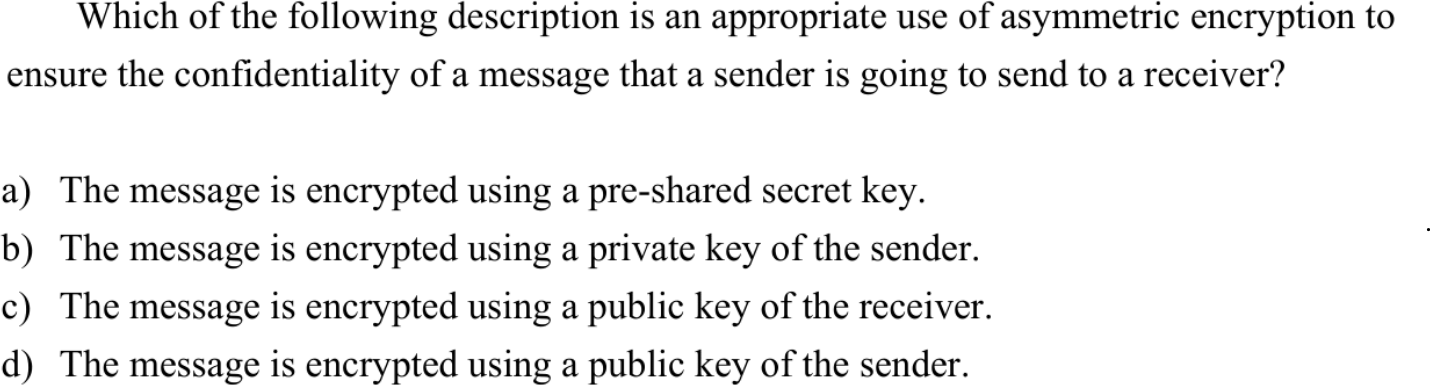 Which of the following description is an appropriate use of asymmetric encryption to
ensure the confidentiality of a message that a sender is going to send to a receiver?
a) The message is encrypted using a pre-shared secret key.
b) The message is encrypted using a private key of the sender.
c) The message is encrypted using a public key of the receiver.
d) The message is encrypted using a public key of the sender.